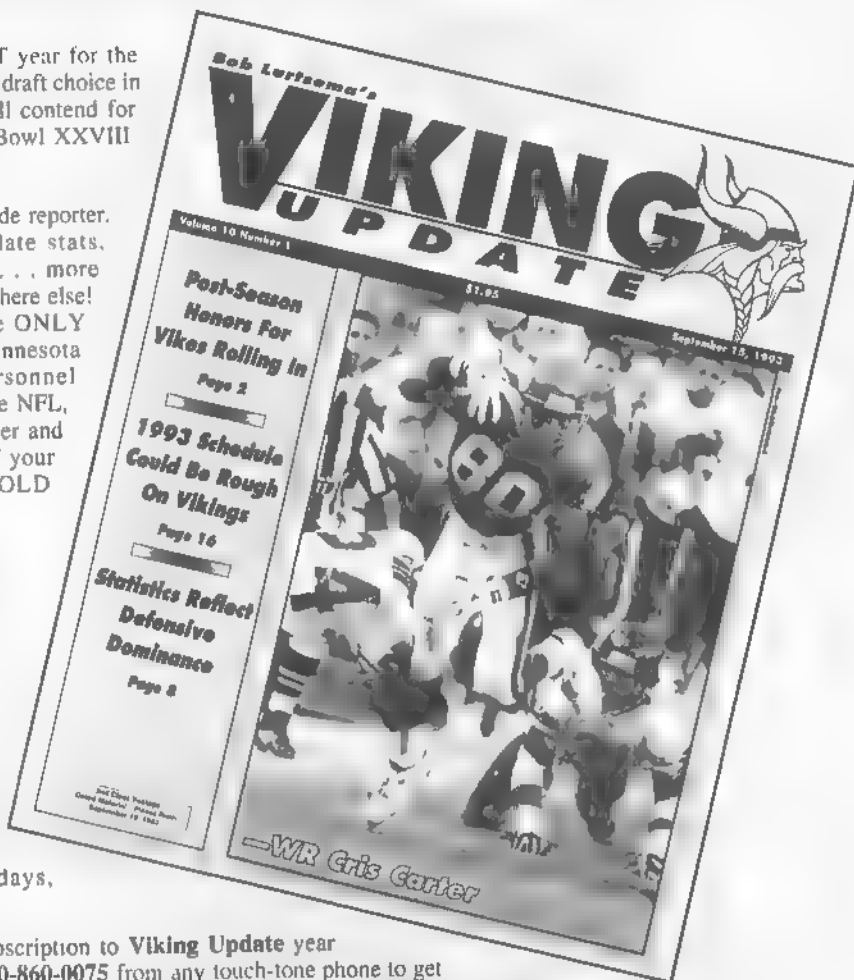 T year for the
draft choice in
ll contend for
Bowl XXVIII
de reporter.
late stats,
. . . more
here else!
e ONLY
nnesota
rsonnel
e NFL,
er and
your
OLD
days,
bscription to Viking Update year
0-860-0075 from any touch-tone phone to get
Bob Lurtsema's
VIKING
UPDATE
Volume 10 Number 1
$1.95
September 15, 1993
Post-Season
Honors For
Vikes Rolling In
Page 2
1993 Schedule
Could Be Rough
On Vikings
Page 16
Statistics Reflect
Defensive
Dominance
Page 8
80
—WR Cris Carter